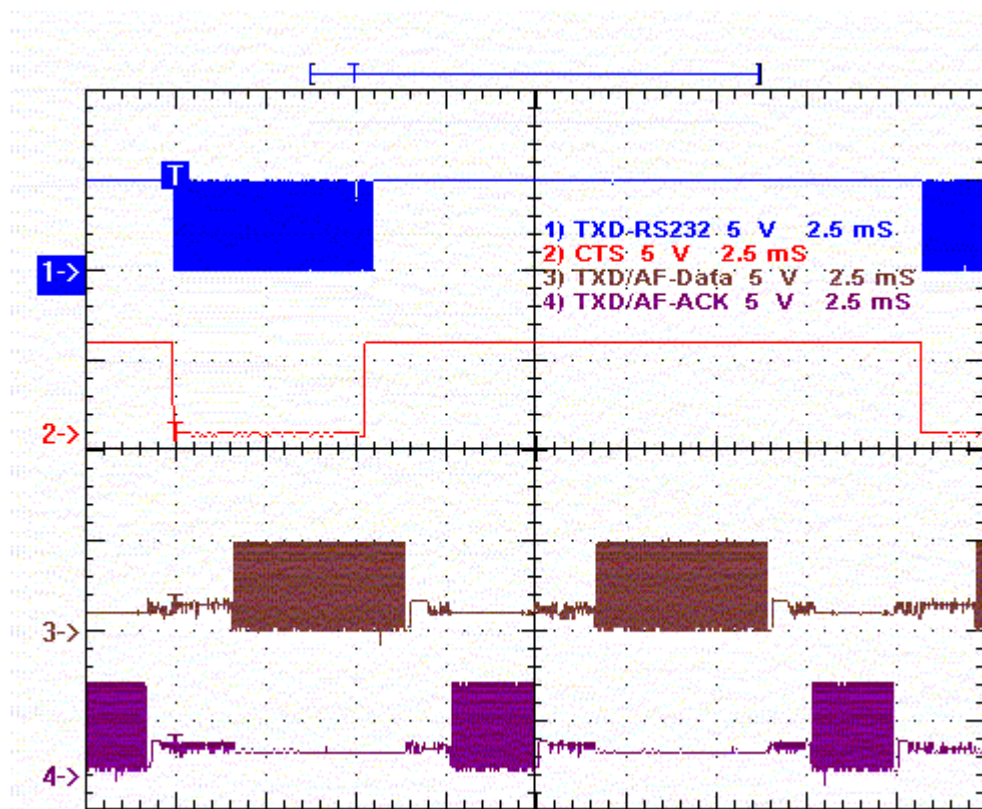 T
T
1) TXD-RS232 5 V 2.5 mS
2) CTS 5 V 2.5 mS
3) TXD/AF-Data 5 V 2.5 mS
4) TXD/AF-ACK 5 V 2.5 mS
1->
2->
3->
4->